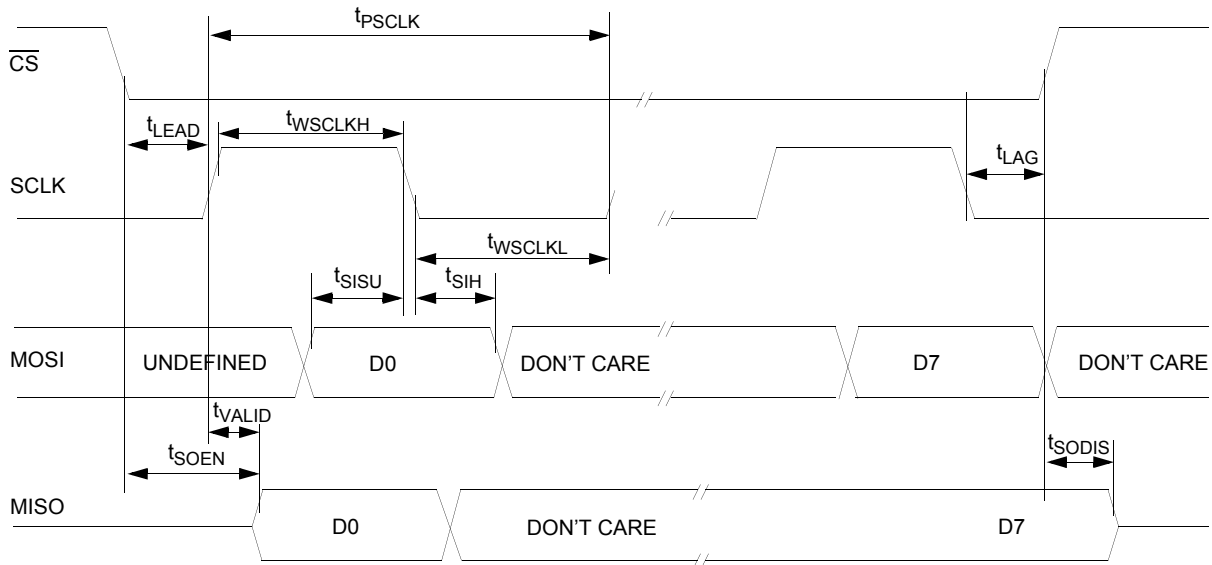 tPSCLK
CS
tLEAD
tWSCLKH
tLAG
SCLK
tWSCLKL
tSISU
tSIH
MOSI
UNDEFINED
D0
DON'T CARE
D7
DON'T CARE
tVALID
tSOEN
tSODIS
MISO
D0
DON'T CARE
D7